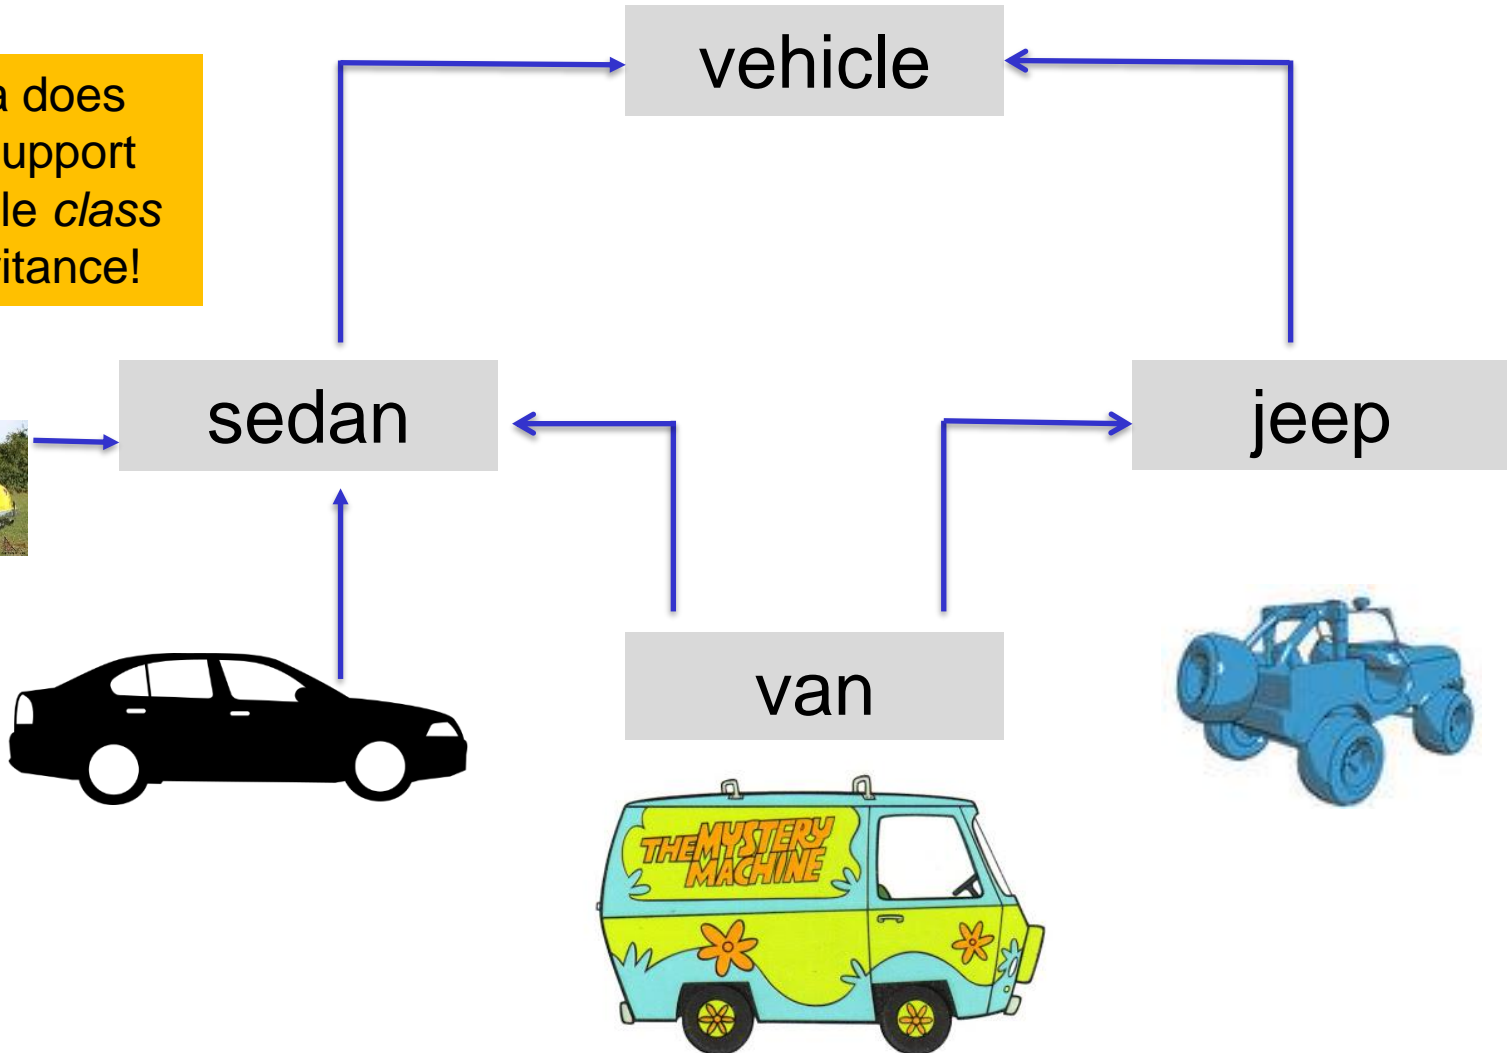 vehicle
a does
upport
le class
itance!
sedan
jeep
van
THE MYSTERY
MACHINE